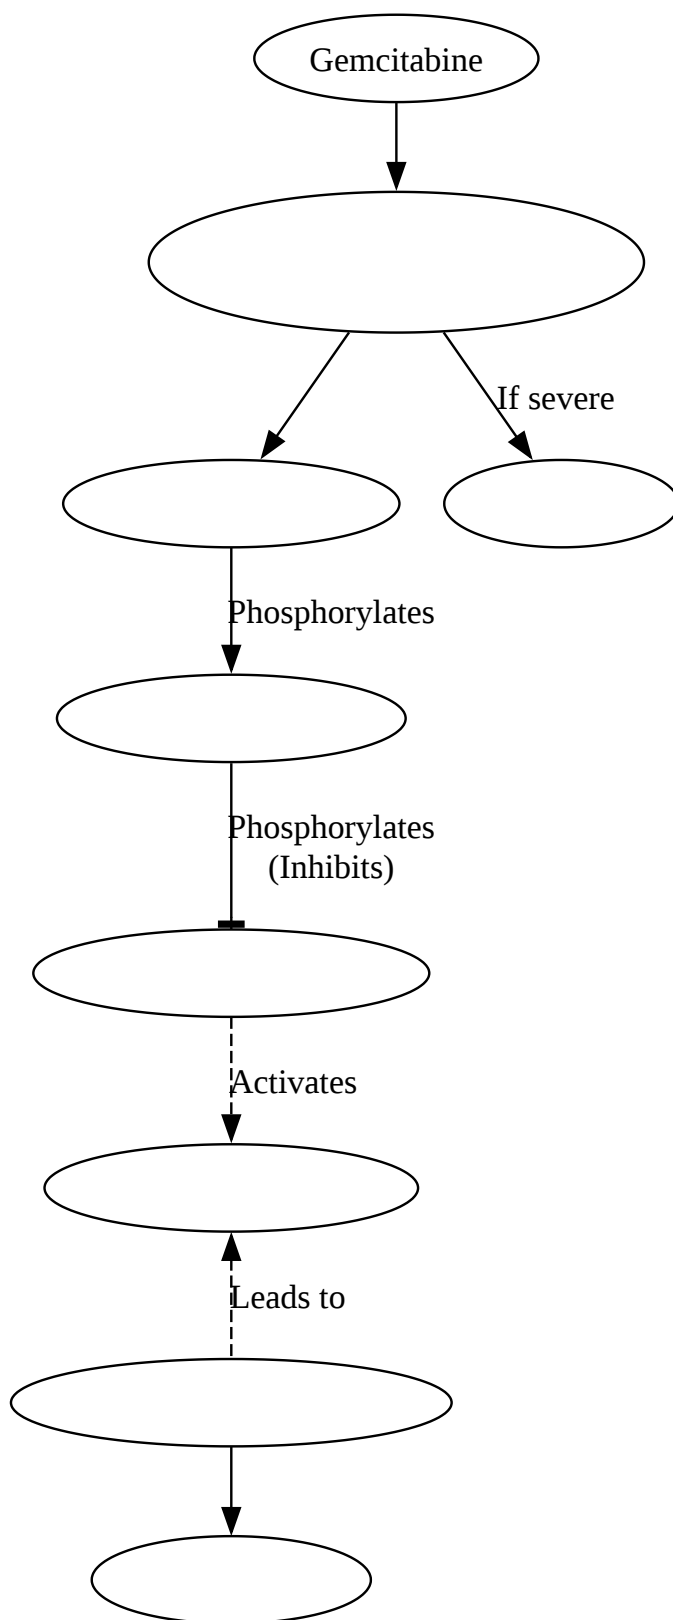 Gemcitabine
If severe
Phosphorylates
Phosphorylates
(Inhibits)
Activates
Leads to